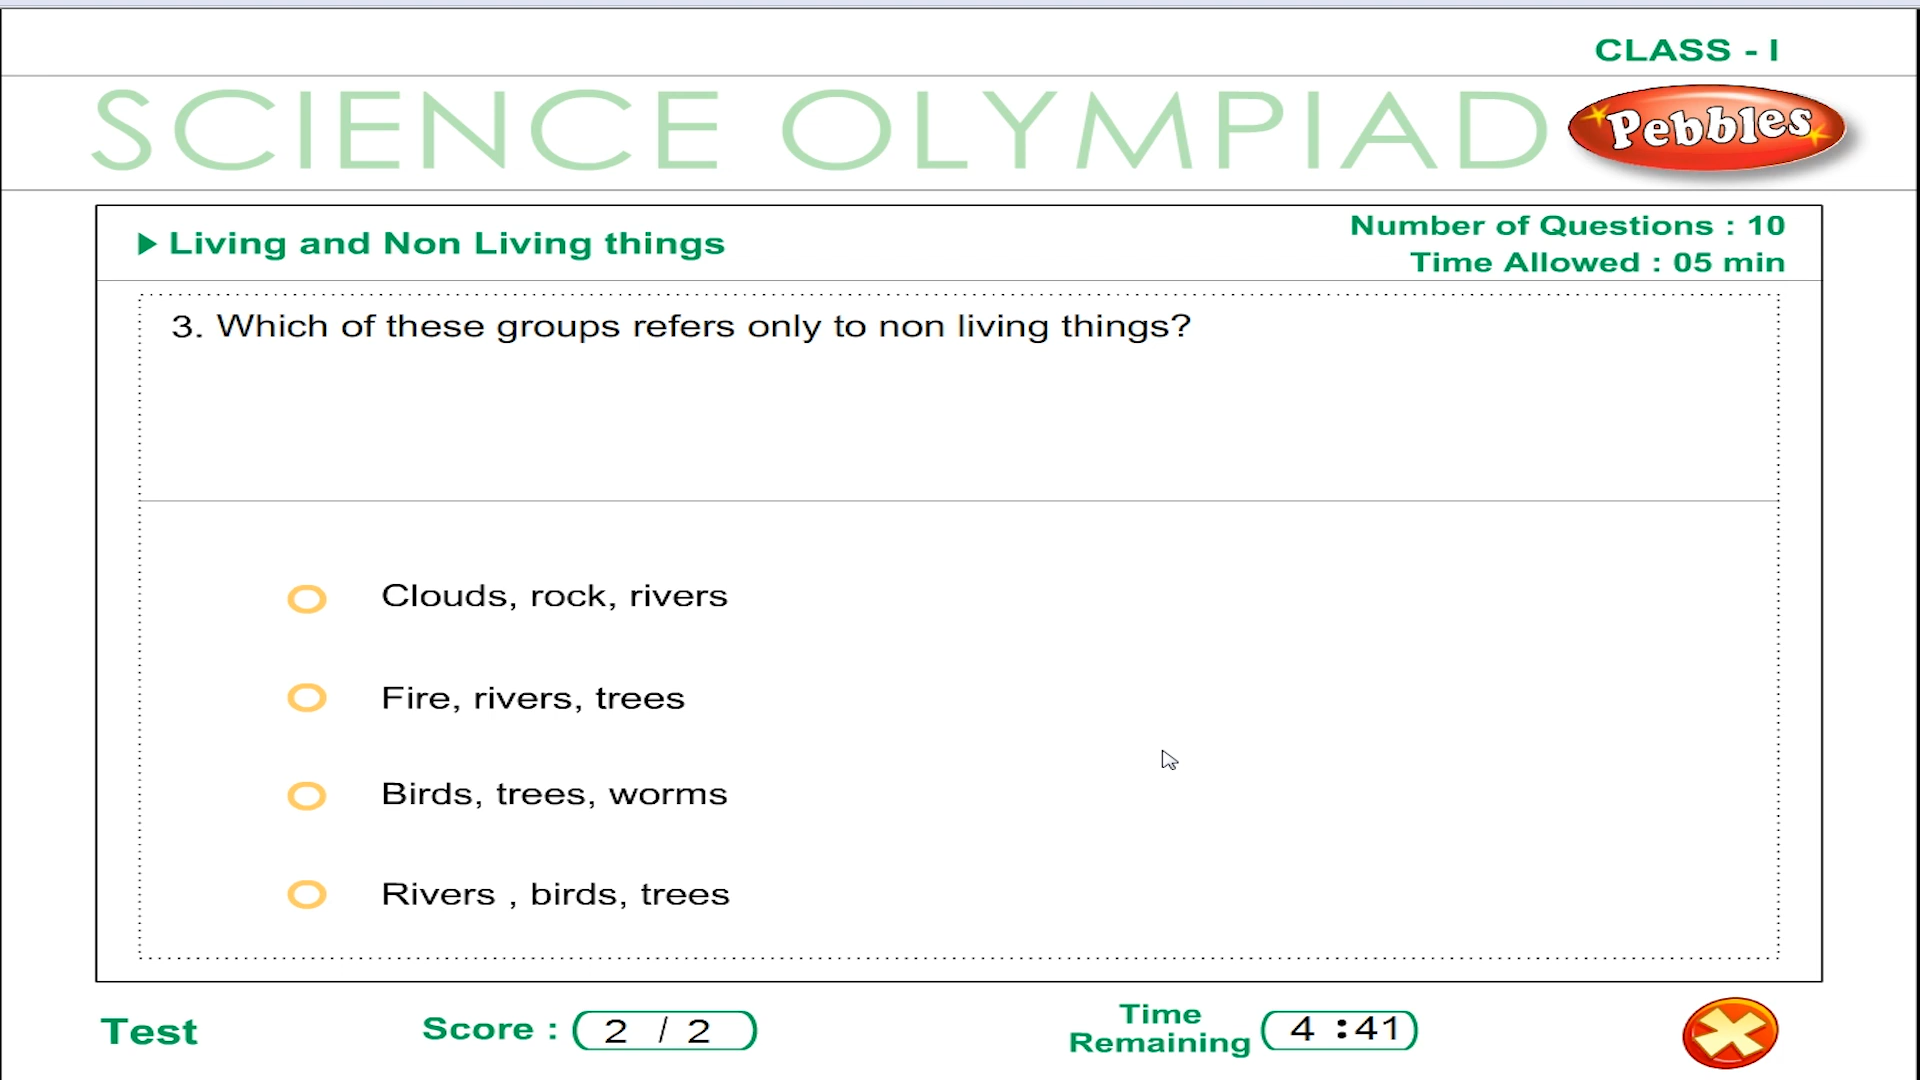 CLASS - I
SCIENCE OLYMPIAD
Pebbles
Living and Non Living things
Number of Questions : 10
Time Allowed : 05 min
3. Which of these groups refers only to non living things?
Clouds, rock, rivers
Fire, rivers, trees
Birds, trees, worms
Rivers , birds, trees
Test
Score : 2 / 2
Time
Remaining
4 :41